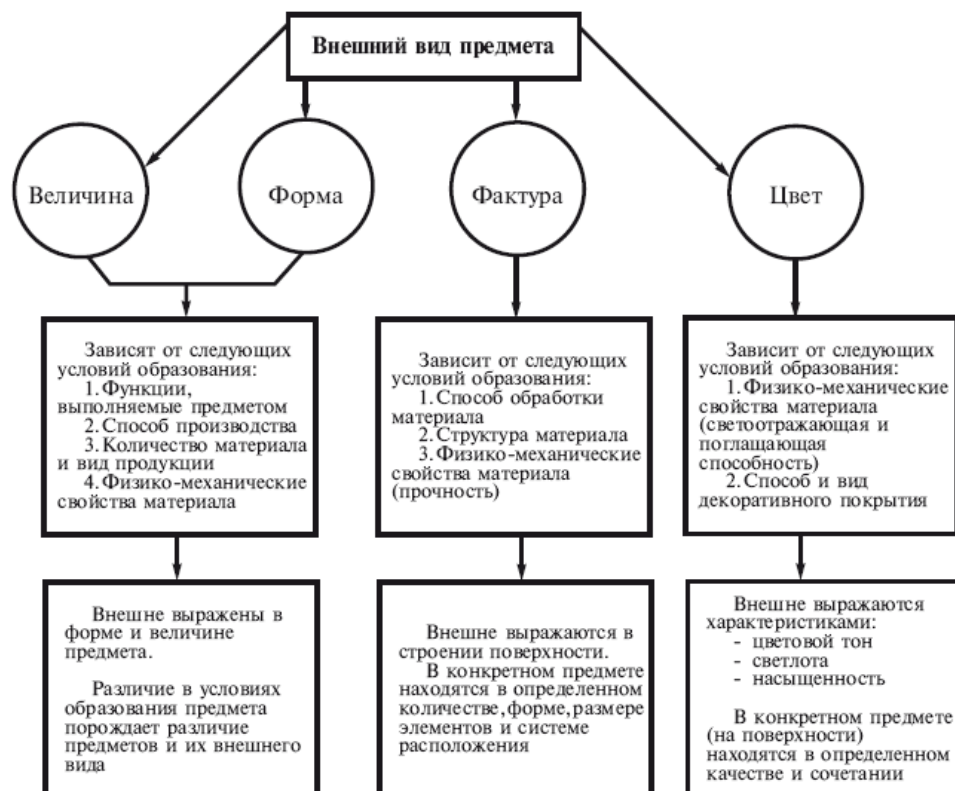 Внешний вид предмета
Величина
Форма
Фактура
Цвет
Зависят от следующих
условий образования:
1. Функции,
выполняемые предметом
2. Способ производства
3. Количество материала
и вид продукции
4. Физико-механические
свойства материала
Зависит от следующих
условий образования:
1. Способ обработки
материала
2. Структура материала
3. Физико-механические
свойства материала
(прочность)
Зависит от следующих
условий образования:
1. Физико-механические
свойства материала
(светоотражающая и
поглащающая
способность)
2. Способ и вид
декоративного покрытия
Внешне выражены в
форме и величине
предмета.
Различие в условиях
образования предмета
порождает различие
предметов и их внешнего
вида
Внешне выражаются в
строении поверхности.
В конкретном предмете
находятся в определенном
количестве, форме, размере
элементов и системе
расположения
Внешне выражаются
характеристиками:
- цветовой тон
- светлота
- насыщенность
В конкретном предмете
(на поверхности)
находятся в определенном
качестве и сочетании